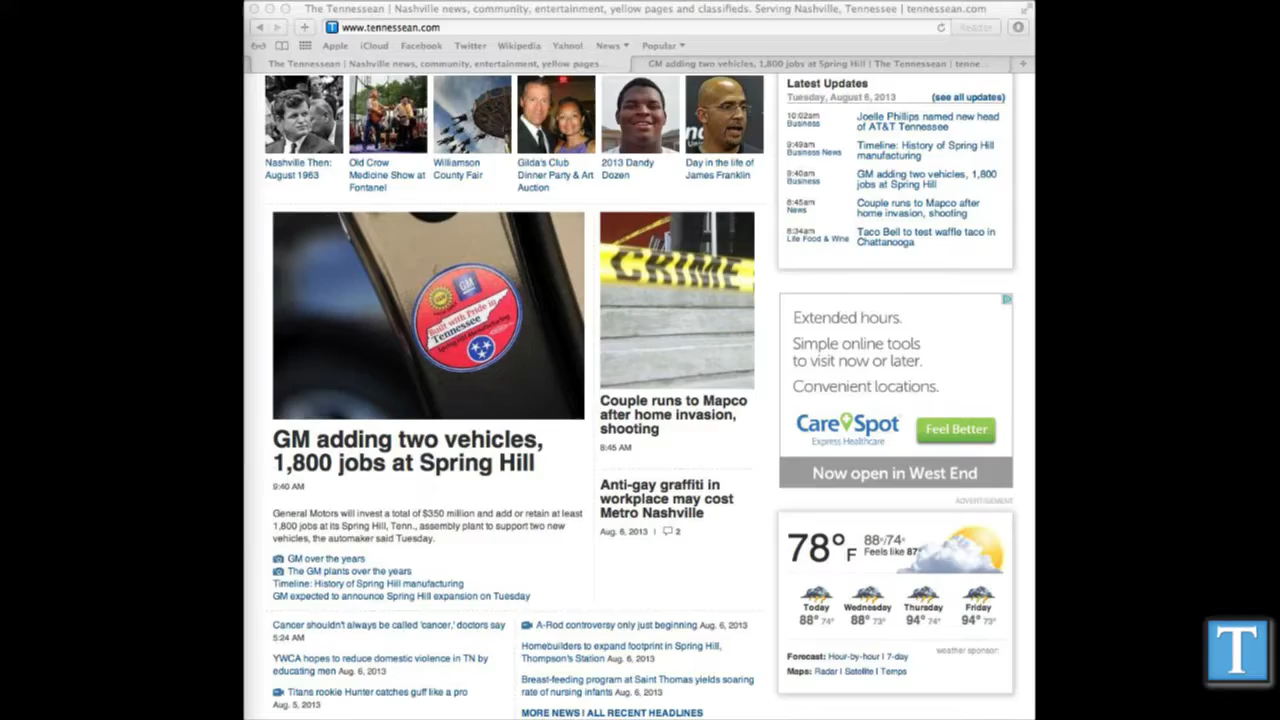 The Tennessean | Nashville news, community, entertainment, yellow pages and classifieds. Serving Nashville, Tennessee | tennessean.com
www.tennessean.com
Reader
Apple iCloud Facebook Twitter Wikipedia Yahoo! News Popular
The Tennessean | Nashville news, community, entertainment, yellow pages...
GM adding two vehicles, 1,800 jobs at Spring Hill | The Tennessean | tenne...
Nashville Then:
August 1963
Old Crow
Medicine Show at
Fontanel
Williamson
County Fair
Gilda's Club
Dinner Party & Art
Auction
2013 Dandy
Dozen
Day in the life of
James Franklin
Latest Updates
Tuesday, August 6, 2013 (see all updates)
10:02am
Business
Joelle Phillips named new head
of AT&T Tennessee
9:49am
Business News
Timeline: History of Spring Hill
manufacturing
9:40am
Business
GM adding two vehicles, 1,800
jobs at Spring Hill
8:45am
News
Couple runs to Mapco after
home invasion, shooting
8:34am
Life Food & Wine
Taco Bell to test waffle taco in
Chattanooga
GM
Built with Pride in
Tennessee
Spring Hill Manufacturing
GM adding two vehicles,
1,800 jobs at Spring Hill
9:40 AM
General Motors will invest a total of $350 million and add or retain at least
1,800 jobs at its Spring Hill, Tenn., assembly plant to support two new
vehicles, the automaker said Tuesday.
GM over the years
The GM plants over the years
Timeline: History of Spring Hill manufacturing
GM expected to announce Spring Hill expansion on Tuesday
CRIME
Couple runs to Mapco
after home invasion,
shooting
8:45 AM
Anti-gay graffiti in
workplace may cost
Metro Nashville
Aug. 6, 2013 | 2
Extended hours.
Simple online tools
to visit now or later.
Convenient locations.
CareSpot
Express Healthcare
Feel Better
Now open in West End
ADVERTISEMENT
78°F
88°/74°
Feels like 87°
Today Wednesday Thursday Friday
88° 74° 88° 73° 94° 74° 94° 73°
Forecast: Hour-by-hour | 7-day
Maps: Radar | Satellite | Temps
weather sponsor:
Cancer shouldn't always be called 'cancer,' doctors say
5:24 AM
YWCA hopes to reduce domestic violence in TN by
educating men Aug. 6, 2013
Titans rookie Hunter catches guff like a pro
Aug. 5, 2013
A-Rod controversy only just beginning Aug. 6, 2013
Homebuilders to expand footprint in Spring Hill,
Thompson's Station Aug. 6, 2013
Breast-feeding program at Saint Thomas yields soaring
rate of nursing infants Aug. 6, 2013
MORE NEWS | ALL RECENT HEADLINES
T